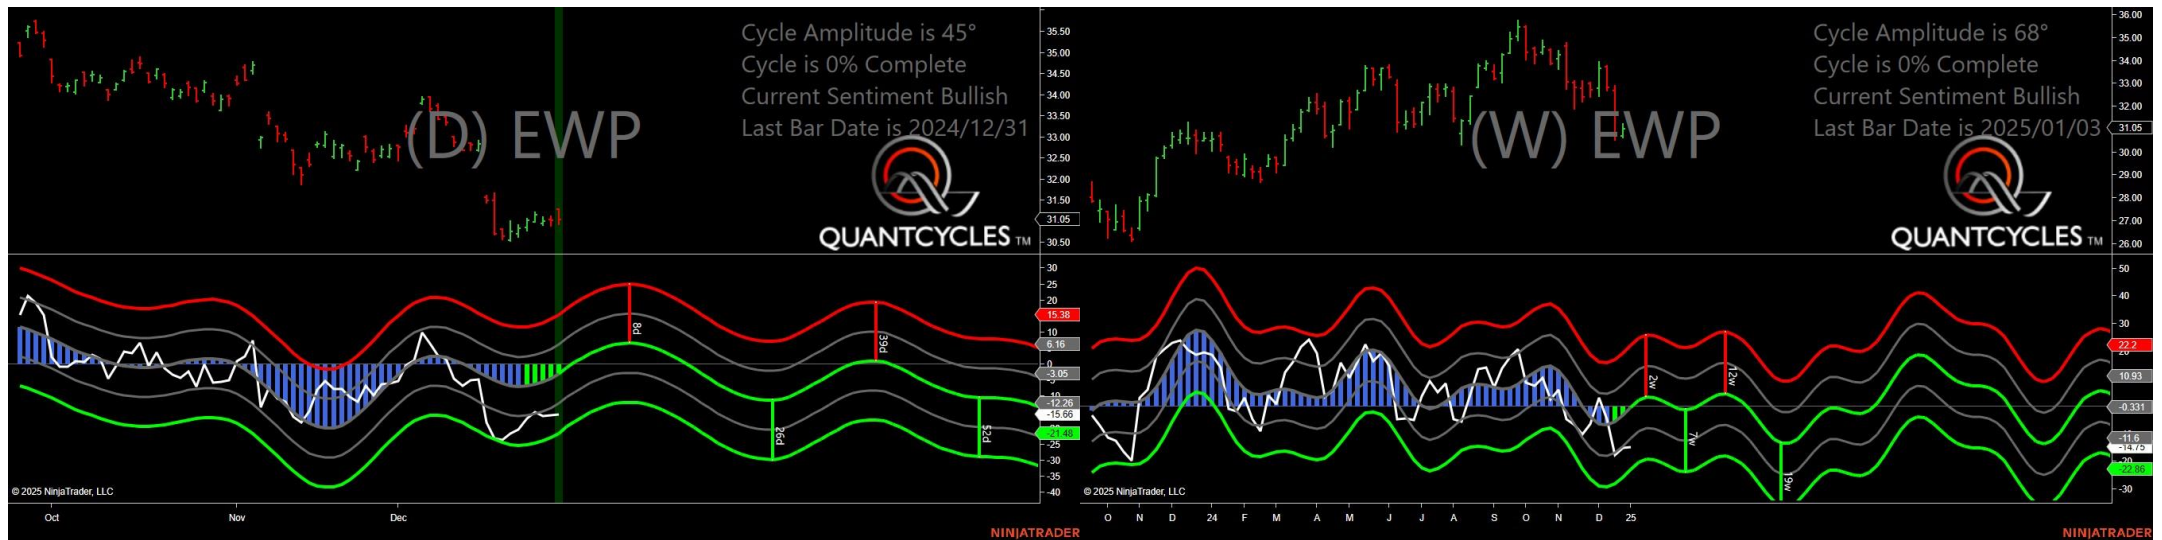 Cycle Amplitude is 45°
Cycle is 0% Complete
Current Sentiment Bullish
Last Bar Date is 2024/12/31
(D) EWP
QUANTCYCLES TM
35.50
35.00
34.50
34.00
33.50
33.00
32.50
32.00
31.50
31.05
30.50
30
25
20
15.38
10
6.16
0
-3.05
-12.26
-15.66
-21.48
-25
-30
-35
-40
8d
26d
39d
52d
© 2025 NinjaTrader, LLC
Oct Nov Dec
NINJATRADER
Cycle Amplitude is 68°
Cycle is 0% Complete
Current Sentiment Bullish
Last Bar Date is 2025/01/03
(W) EWP
QUANTCYCLES TM
36.00
35.00
34.00
33.00
32.00
31.05
30.00
29.00
28.00
27.00
26.00
50
40
30
22.2
20
10.93
-0.331
-11.6
-14.75
-22.86
-30
2w
7w
12w
19w
© 2025 NinjaTrader, LLC
O N D 24 F M A M J J A S O N D 25
NINJATRADER